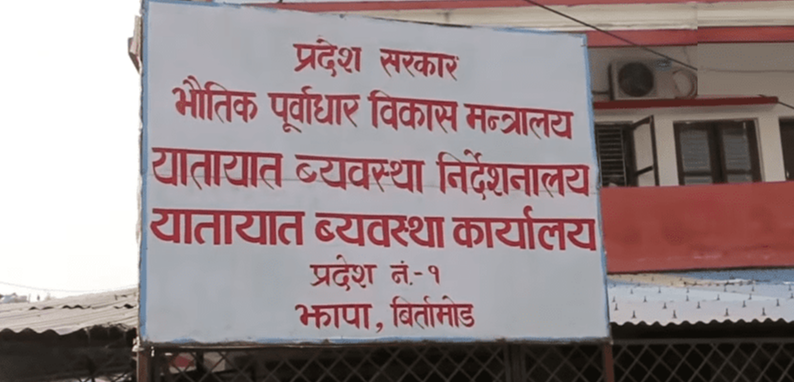 प्रदेश सरकार
भौतिक पूर्वाधार विकास मन्त्रालय
यातायात ब्यवस्था निर्देशनालय
यातायात ब्यवस्था कार्यालय
प्रदेश नं.-१
झापा, बिर्तामोड